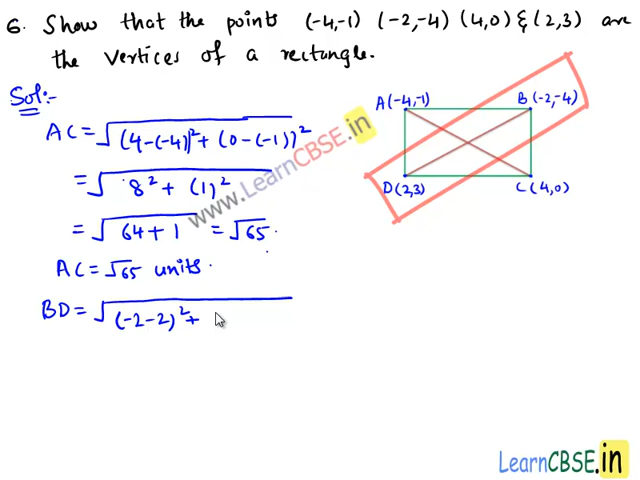 6. Show that the points (-4,-1) (-2,-4) (4,0) & (2,3) are
the vertices of a rectangle.
Sol:-
AC = √(4-(-4))² + (0-(-1))²
= √8² + (1)²
= √64+1 = √65.
AC = √65 units.
BD = √(-2-2)² +
A(-4,-1)
B(-2,-4)
D(2,3)
C(4,0)
www.LearnCBSE.in
LearnCBSE.in